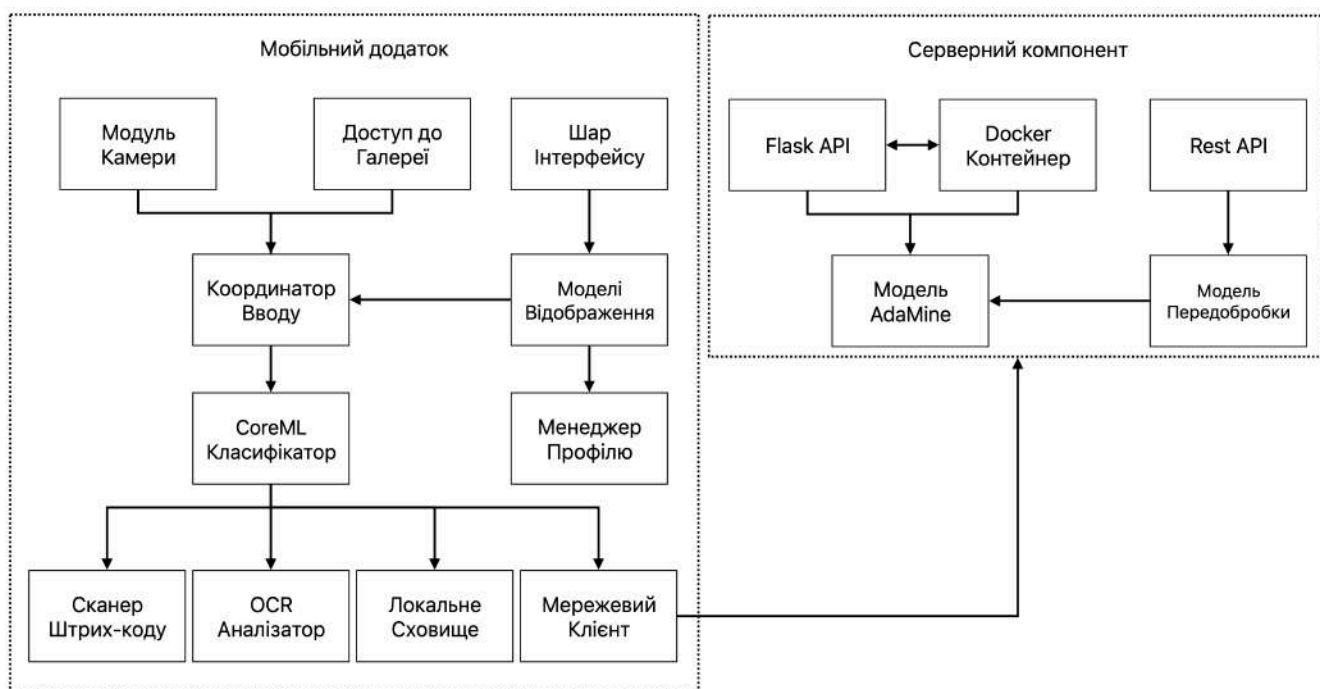 Мобільний додаток
Серверний компонент
Модуль
Камери
Доступ до
Галереї
Шар
Інтерфейсу
Flask API
Docker
Контейнер
Rest API
Координатор
Вводу
Моделі
Відображення
Модель
AdaMine
Модель
Передобробки
CoreML
Класифікатор
Менеджер
Профілю
Сканер
Штрих-коду
OCR
Аналізатор
Локальне
Сховище
Мережевий
Клієнт